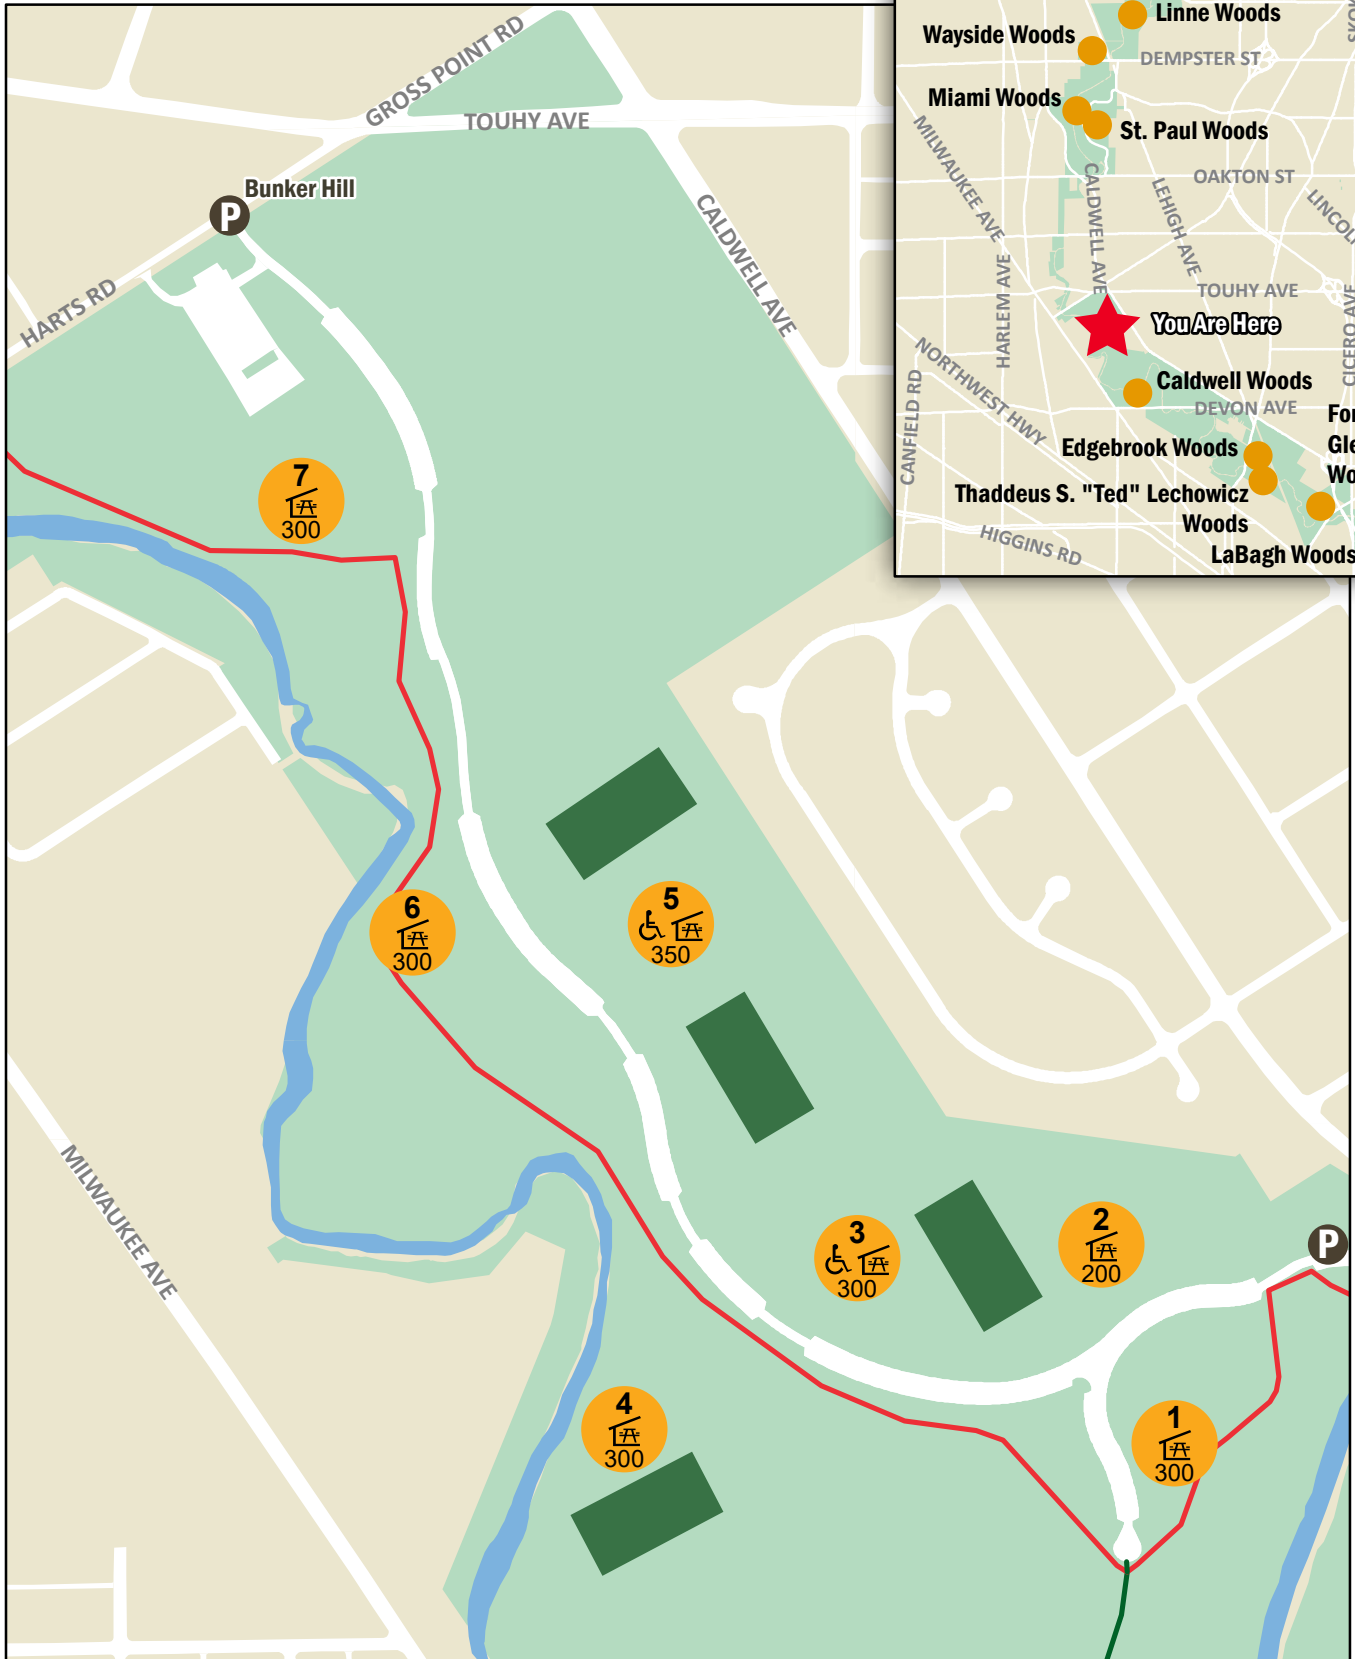 GROSS POINT RD
TOUHY AVE
P
Bunker Hill
HARTS RD
CALDWELL AVE
MILWAUKEE AVE
7
300
6
300
5
350
3
300
2
200
P
4
300
1
300
Linne Woods
Wayside Woods
DEMPSTER ST
Miami Woods
St. Paul Woods
MILWAUKEE AVE
CALDWELL AVE
LEHIGH AVE
OAKTON ST
HARLEM AVE
TOUHY AVE
You Are Here
CICERO AVE
NORTHWEST HWY
CANFIELD RD
Caldwell Woods
DEVON AVE
Edgebrook Woods
Thaddeus S. "Ted" Lechowicz
Woods
HIGGINS RD
LaBagh Woods